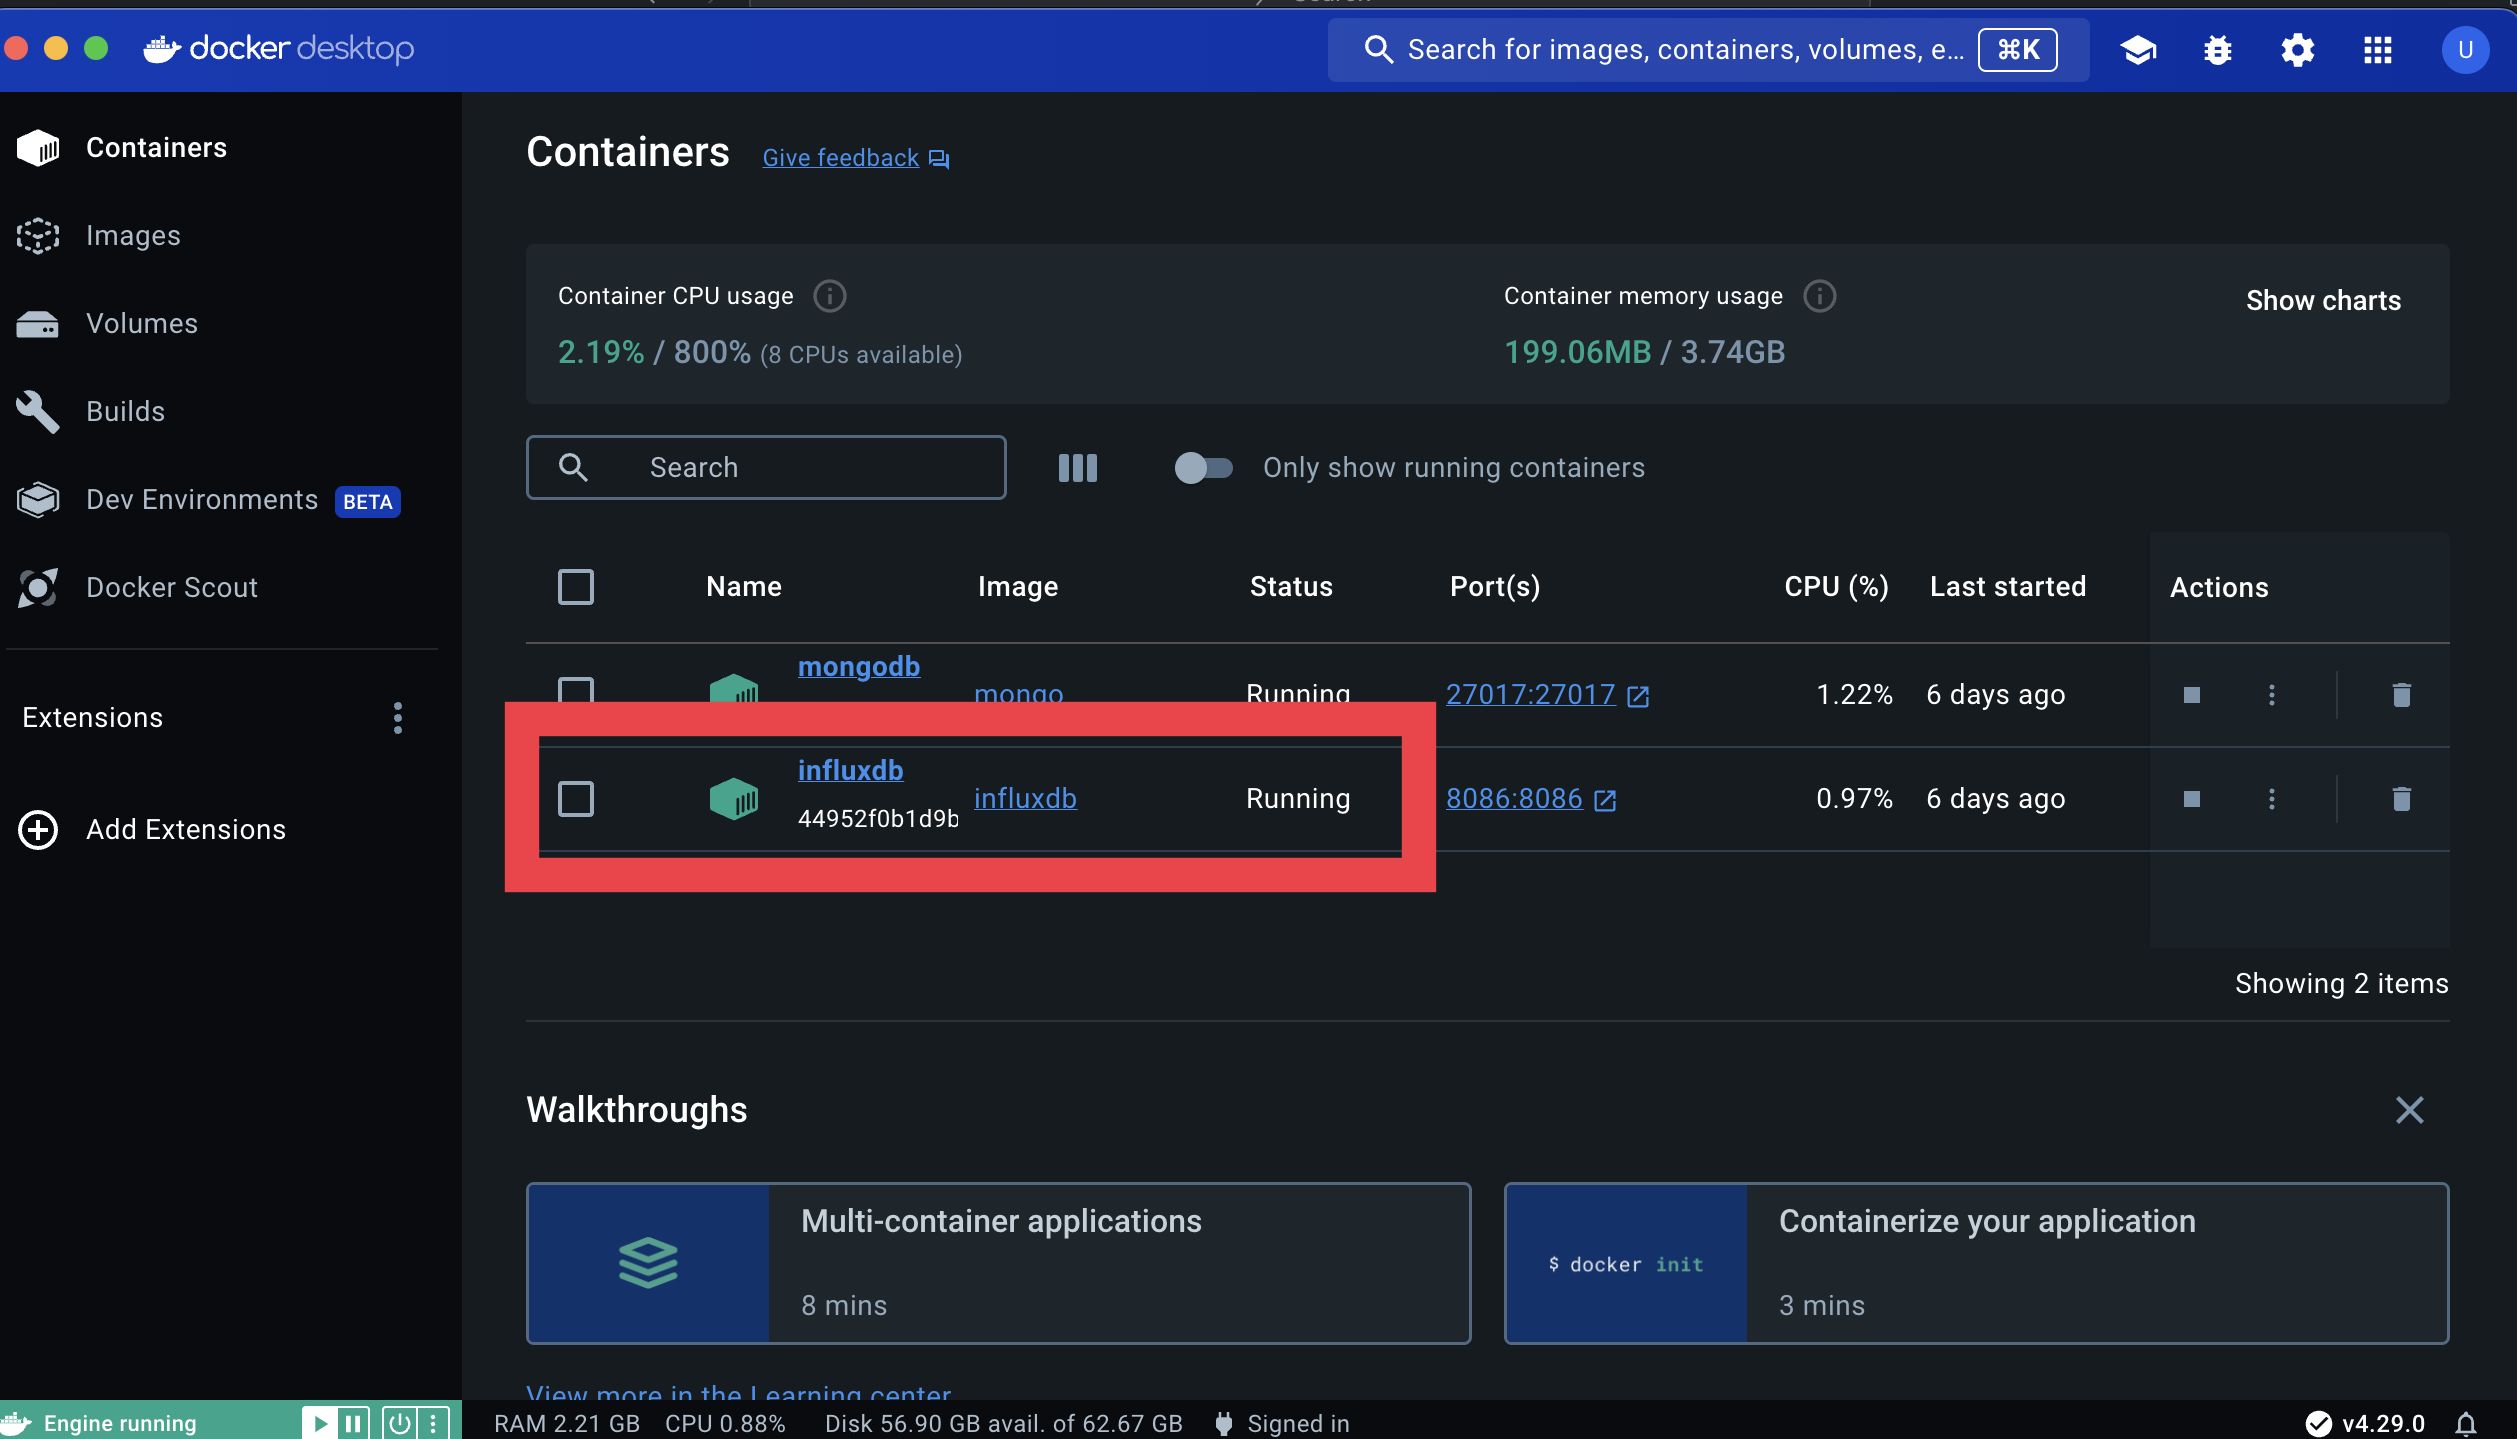 docker desktop
Search for images, containers, volumes, e... ⌘K
U
Containers
Images
Volumes
Builds
Dev Environments BETA
Docker Scout
Extensions
Add Extensions
Containers Give feedback
Container CPU usage
2.19% / 800% (8 CPUs available)
Container memory usage
199.06MB / 3.74GB
Show charts
Search
Only show running containers
Name Image Status Port(s) CPU (%) Last started Actions
mongodb
mongo Running 27017:27017 1.22% 6 days ago
influxdb
44952f0b1d9b
influxdb Running 8086:8086 0.97% 6 days ago
Showing 2 items
Walkthroughs
Multi-container applications
8 mins
$ docker init
Containerize your application
3 mins
View more in the Learning center
Engine running
RAM 2.21 GB CPU 0.88% Disk 56.90 GB avail. of 62.67 GB Signed in
v4.29.0